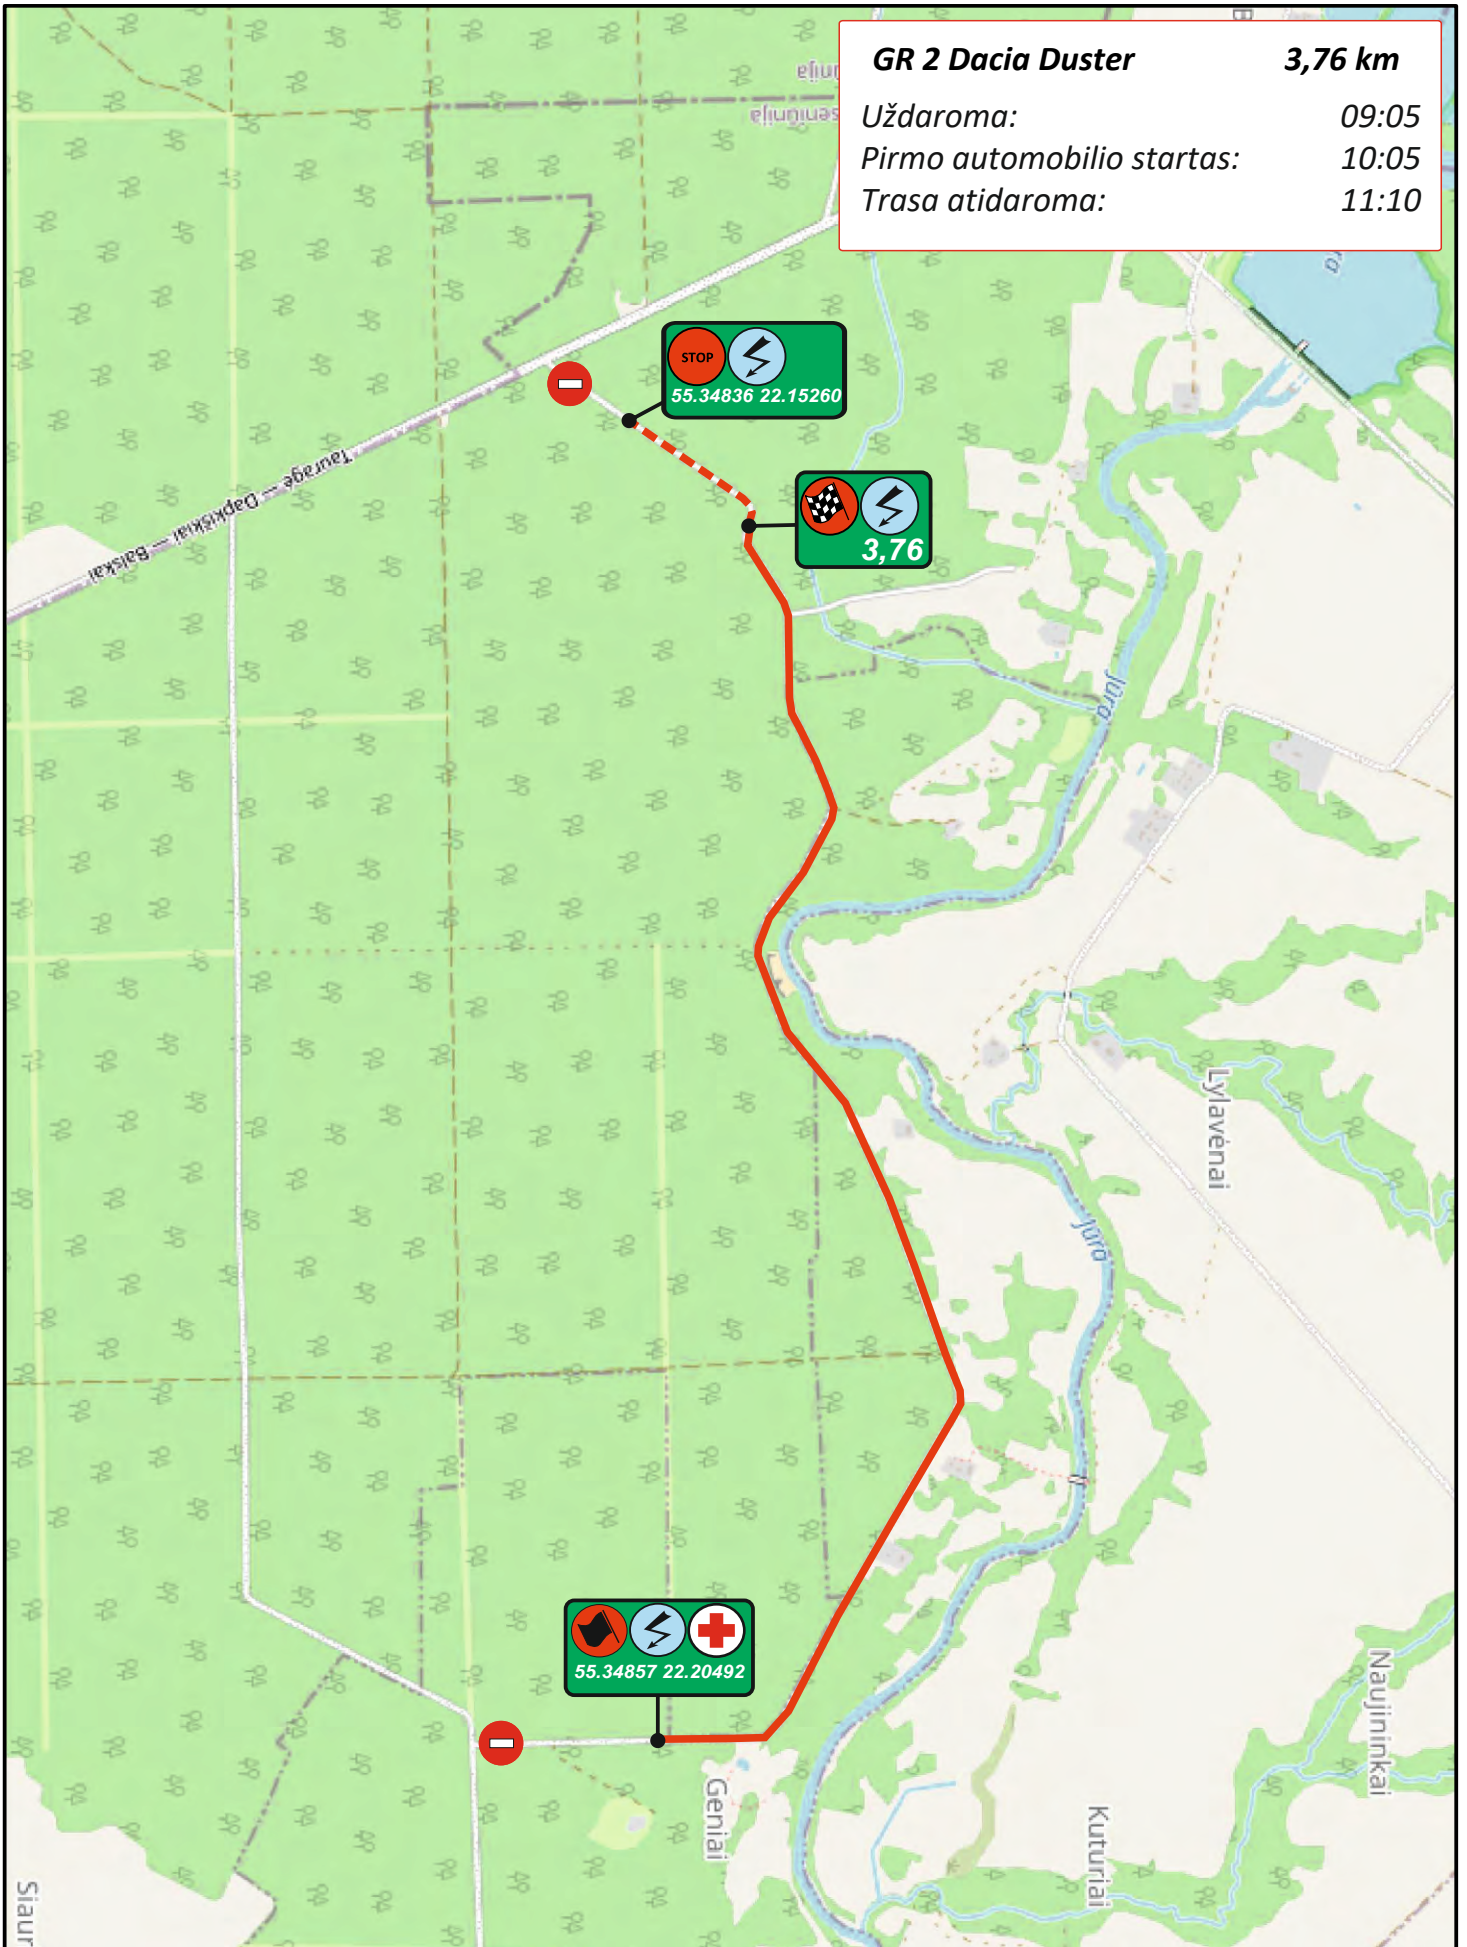 GR 2 Dacia Duster 3,76 km
Uždaroma: 09:05
Pirmo automobilio startas: 10:05
Trasa atidaroma: 11:10
STOP
55.34836 22.15260
3,76
Tauragė — Dapkiškiai — Balskai
Jūra
Lylavėnai
Jūra
55.34857 22.20492
Naujininkai
Geniai
Kuturiai